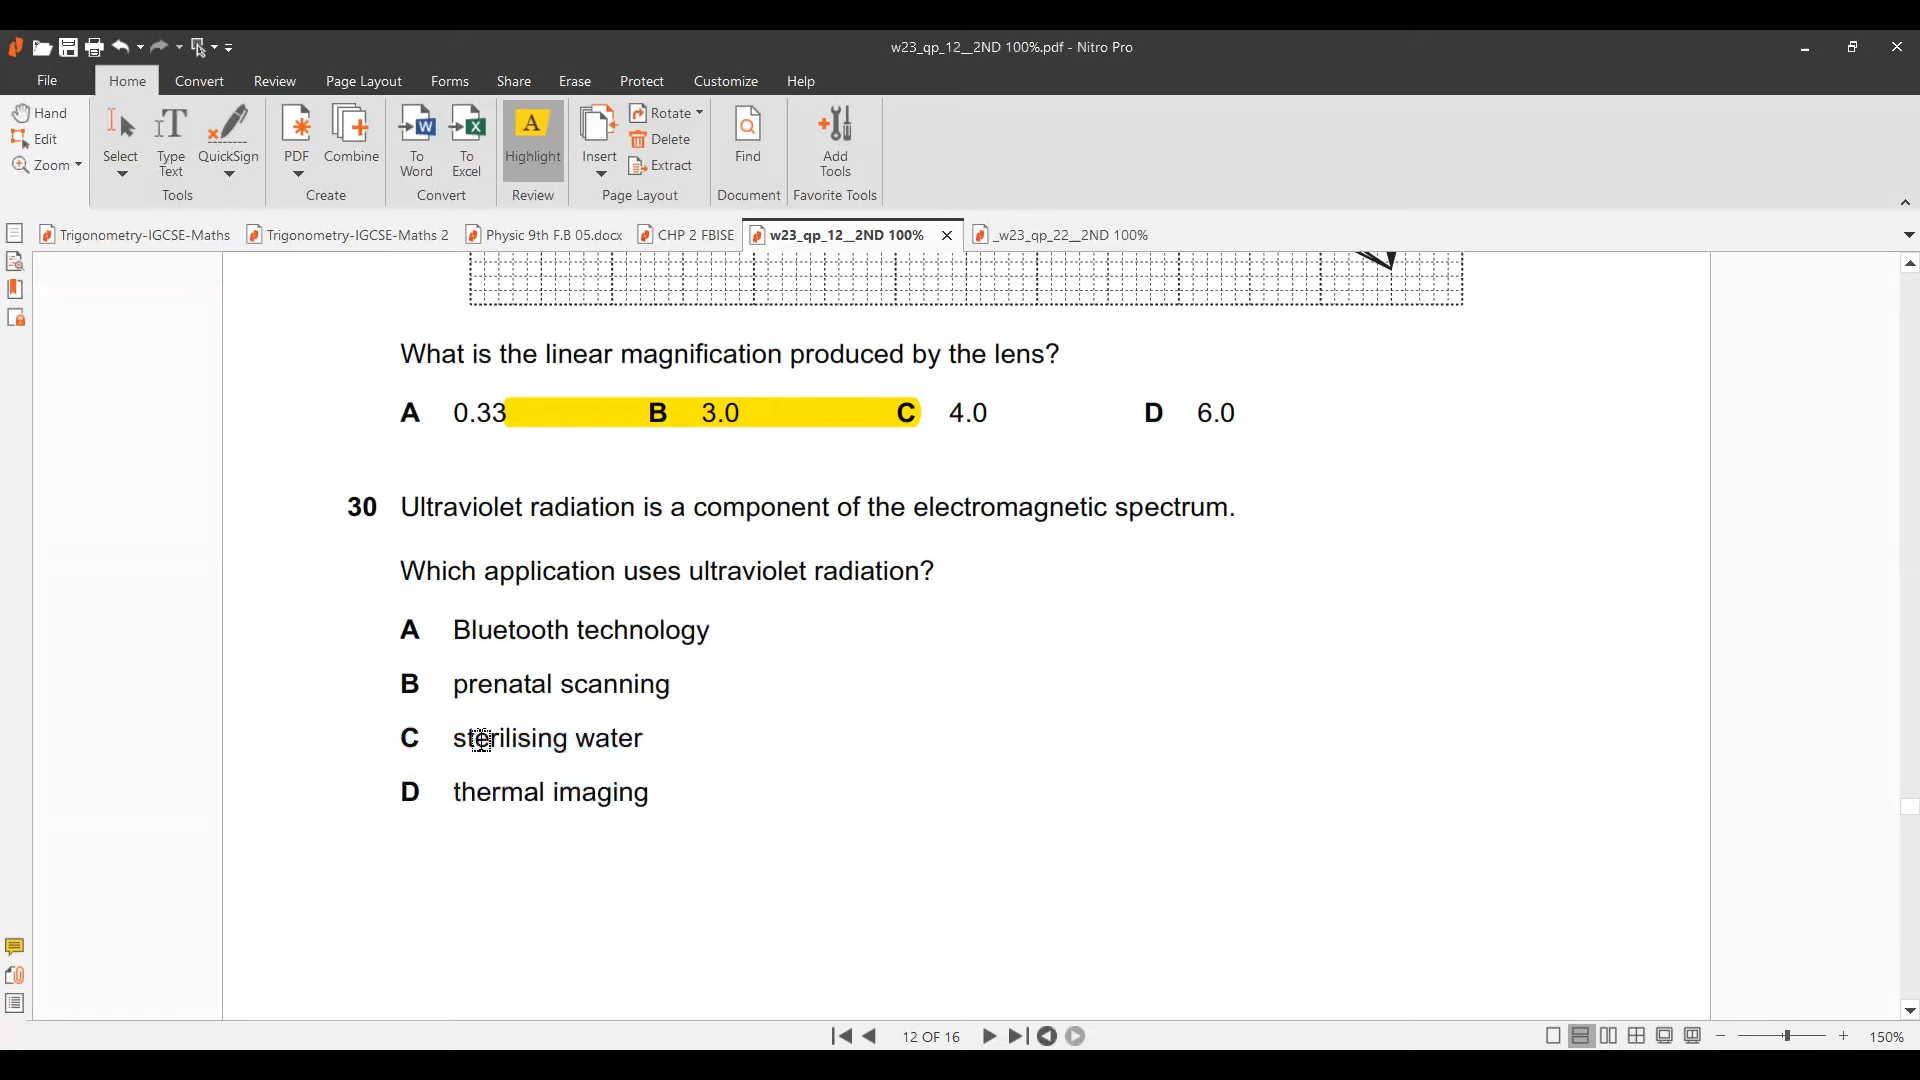 w23_qp_12__2ND 100%.pdf - Nitro Pro
File Home Convert Review Page Layout Forms Share Erase Protect Customize Help
Hand
Edit
Zoom
Select
Type Text
QuickSign
Tools
PDF
Combine
Create
To Word
To Excel
Convert
Highlight
Review
Insert
Rotate
Delete
Extract
Page Layout
Find
Document
Add Tools
Favorite Tools
Trigonometry-IGCSE-Maths Trigonometry-IGCSE-Maths 2 Physic 9th F.B 05.docx CHP 2 FBISE w23_qp_12__2ND 100% _w23_qp_22__2ND 100%
What is the linear magnification produced by the lens?
A 0.33 B 3.0 C 4.0 D 6.0
30 Ultraviolet radiation is a component of the electromagnetic spectrum.
Which application uses ultraviolet radiation?
A Bluetooth technology
B prenatal scanning
C sterilising water
D thermal imaging
12 OF 16
150%